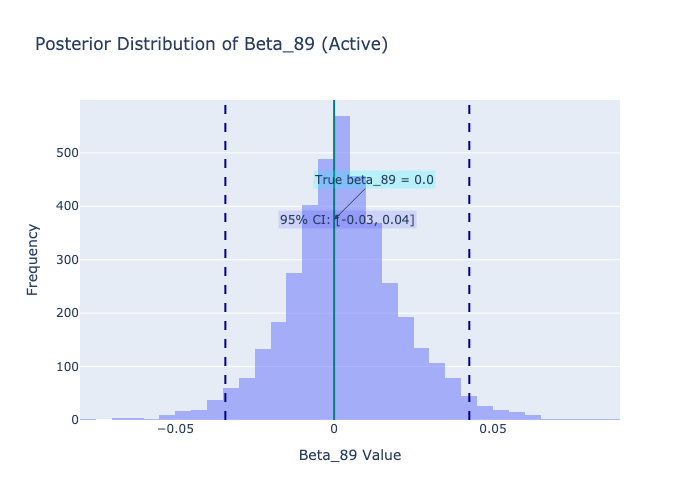 Posterior Distribution of Beta_89 (Active)
500
400
300
200
100
0
Frequency
True beta_89 = 0.0
95% CI: [-0.03, 0.04]
−0.05
0
0.05
Beta_89 Value